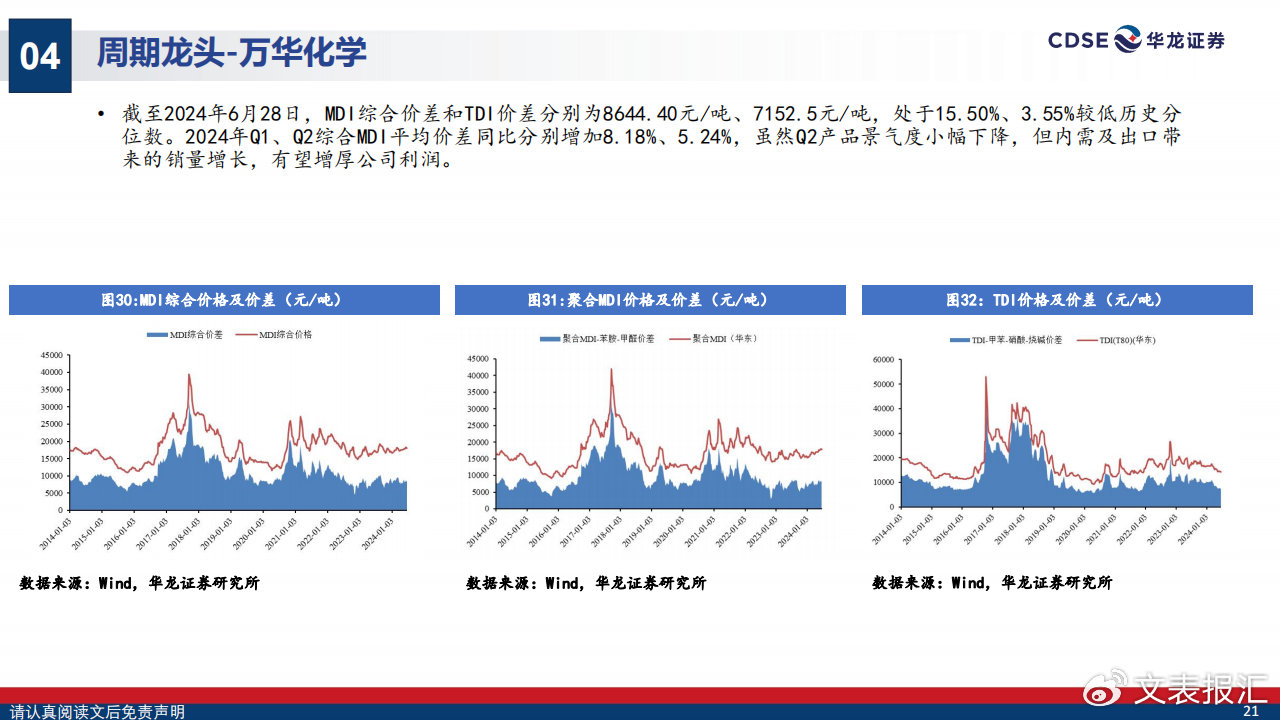 04
周期龙头-万华化学
CDSE 华龙证券
• 截至2024年6月28日，MDI综合价差和TDI价差分别为8644.40元/吨、7152.5元/吨，处于15.50%、3.55%较低历史分
位数。2024年Q1、Q2综合MDI平均价差同比分别增加8.18%、5.24%，虽然Q2产品景气度小幅下降，但内需及出口带
来的销量增长，有望增厚公司利润。
图30:MDI综合价格及价差（元/吨）
MDI综合价差 MDI综合价格
45000
40000
35000
30000
25000
20000
15000
10000
5000
0
2014-01-03 2015-01-03 2016-01-03 2017-01-03 2018-01-03 2019-01-03 2020-01-03 2021-01-03 2022-01-03 2023-01-03 2024-01-03
数据来源：Wind，华龙证券研究所
图31:聚合MDI价格及价差（元/吨）
聚合MDI-苯胺-甲醛价差 聚合MDI（华东）
45000
40000
35000
30000
25000
20000
15000
10000
5000
0
2014-01-03 2015-01-03 2016-01-03 2017-01-03 2018-01-03 2019-01-03 2020-01-03 2021-01-03 2022-01-03 2023-01-03 2024-01-03
数据来源：Wind，华龙证券研究所
图32：TDI价格及价差（元/吨）
TDI-甲苯-硝酸-烧碱价差 TDI(T80)(华东)
60000
50000
40000
30000
20000
10000
0
2014-01-03 2015-01-03 2016-01-03 2017-01-03 2018-01-03 2019-01-03 2020-01-03 2021-01-03 2022-01-03 2023-01-03 2024-01-03
数据来源：Wind，华龙证券研究所
文表报汇
请认真阅读文后免责声明
21